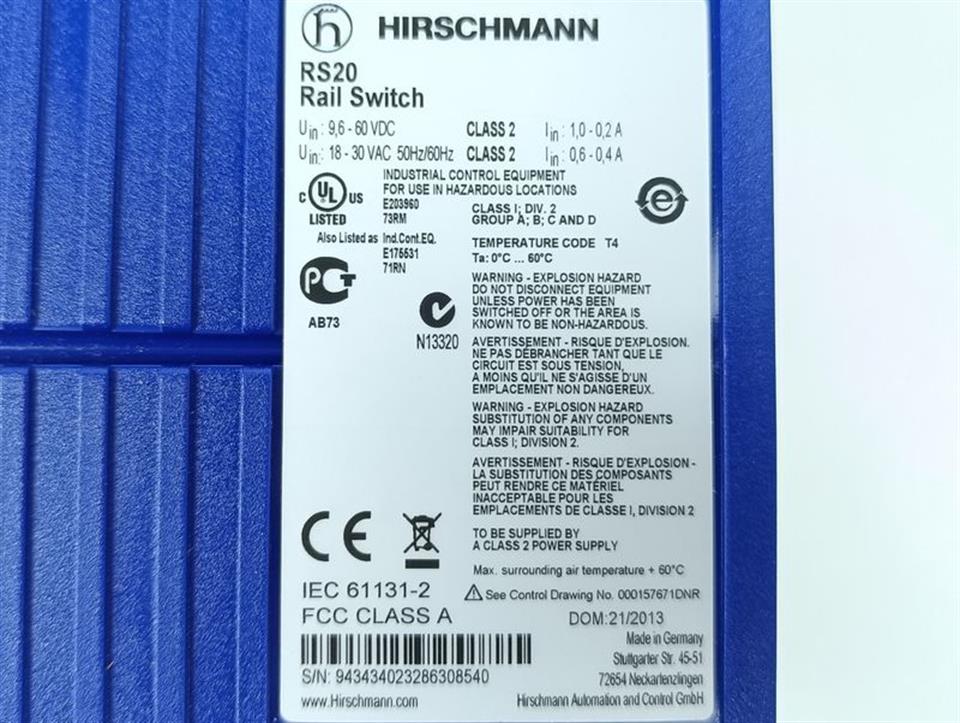 HIRSCHMANN
RS20
Rail Switch
Uin: 9,6 - 60 VDC CLASS 2 Iin: 1,0 - 0,2 A
Uin: 18 - 30 VAC 50Hz/60Hz CLASS 2 Iin: 0,6 - 0,4 A
INDUSTRIAL CONTROL EQUIPMENT
FOR USE IN HAZARDOUS LOCATIONS
C UL US
LISTED
E203960
73RM
CLASS I; DIV. 2
GROUP A; B; C AND D
Also Listed as Ind.Cont.EQ.
E175531
71RN
TEMPERATURE CODE T4
Ta: 0°C ... 60°C
AB73
N13320
WARNING - EXPLOSION HAZARD
DO NOT DISCONNECT EQUIPMENT
UNLESS POWER HAS BEEN
SWITCHED OFF OR THE AREA IS
KNOWN TO BE NON-HAZARDOUS.
AVERTISSEMENT - RISQUE D'EXPLOSION.
NE PAS DÉBRANCHER TANT QUE LE
CIRCUIT EST SOUS TENSION,
A MOINS QU'IL NE S'AGISSE D'UN
EMPLACEMENT NON DANGEREUX.
WARNING - EXPLOSION HAZARD
SUBSTITUTION OF ANY COMPONENTS
MAY IMPAIR SUITABILITY FOR
CLASS I; DIVISION 2.
AVERTISSEMENT - RISQUE D'EXPLOSION -
LA SUBSTITUTION DES COMPOSANTS
PEUT RENDRE CE MATÉRIEL
INACCEPTABLE POUR LES
EMPLACEMENTS DE CLASSE I, DIVISION 2
CE
TO BE SUPPLIED BY
A CLASS 2 POWER SUPPLY
Max. surrounding air temperature + 60°C
IEC 61131-2
FCC CLASS A
See Control Drawing No. 000157671DNR
DOM:21/2013
Made in Germany
Stuttgarter Str. 45-51
72654 Neckartenzlingen
S/N: 943434023286308540
www.Hirschmann.com
Hirschmann Automation and Control GmbH